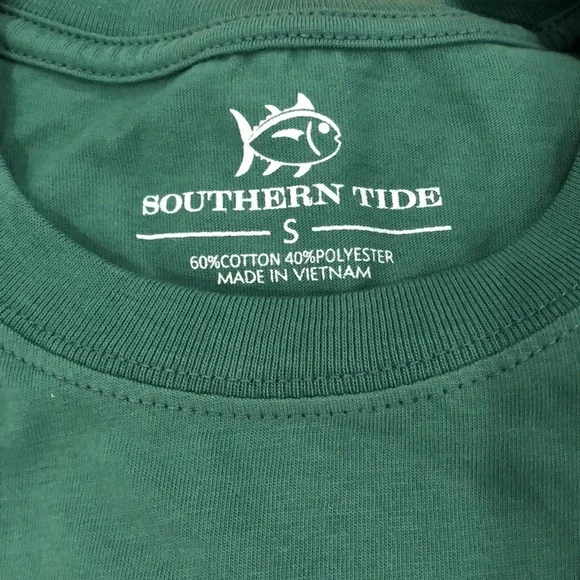 SOUTHERN TIDE
S
60%COTTON 40%POLYESTER
MADE IN VIETNAM